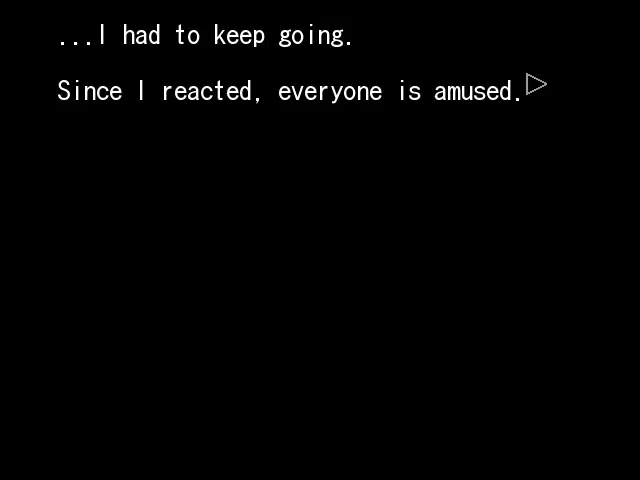 ...I had to keep going.
Since I reacted, everyone is amused.